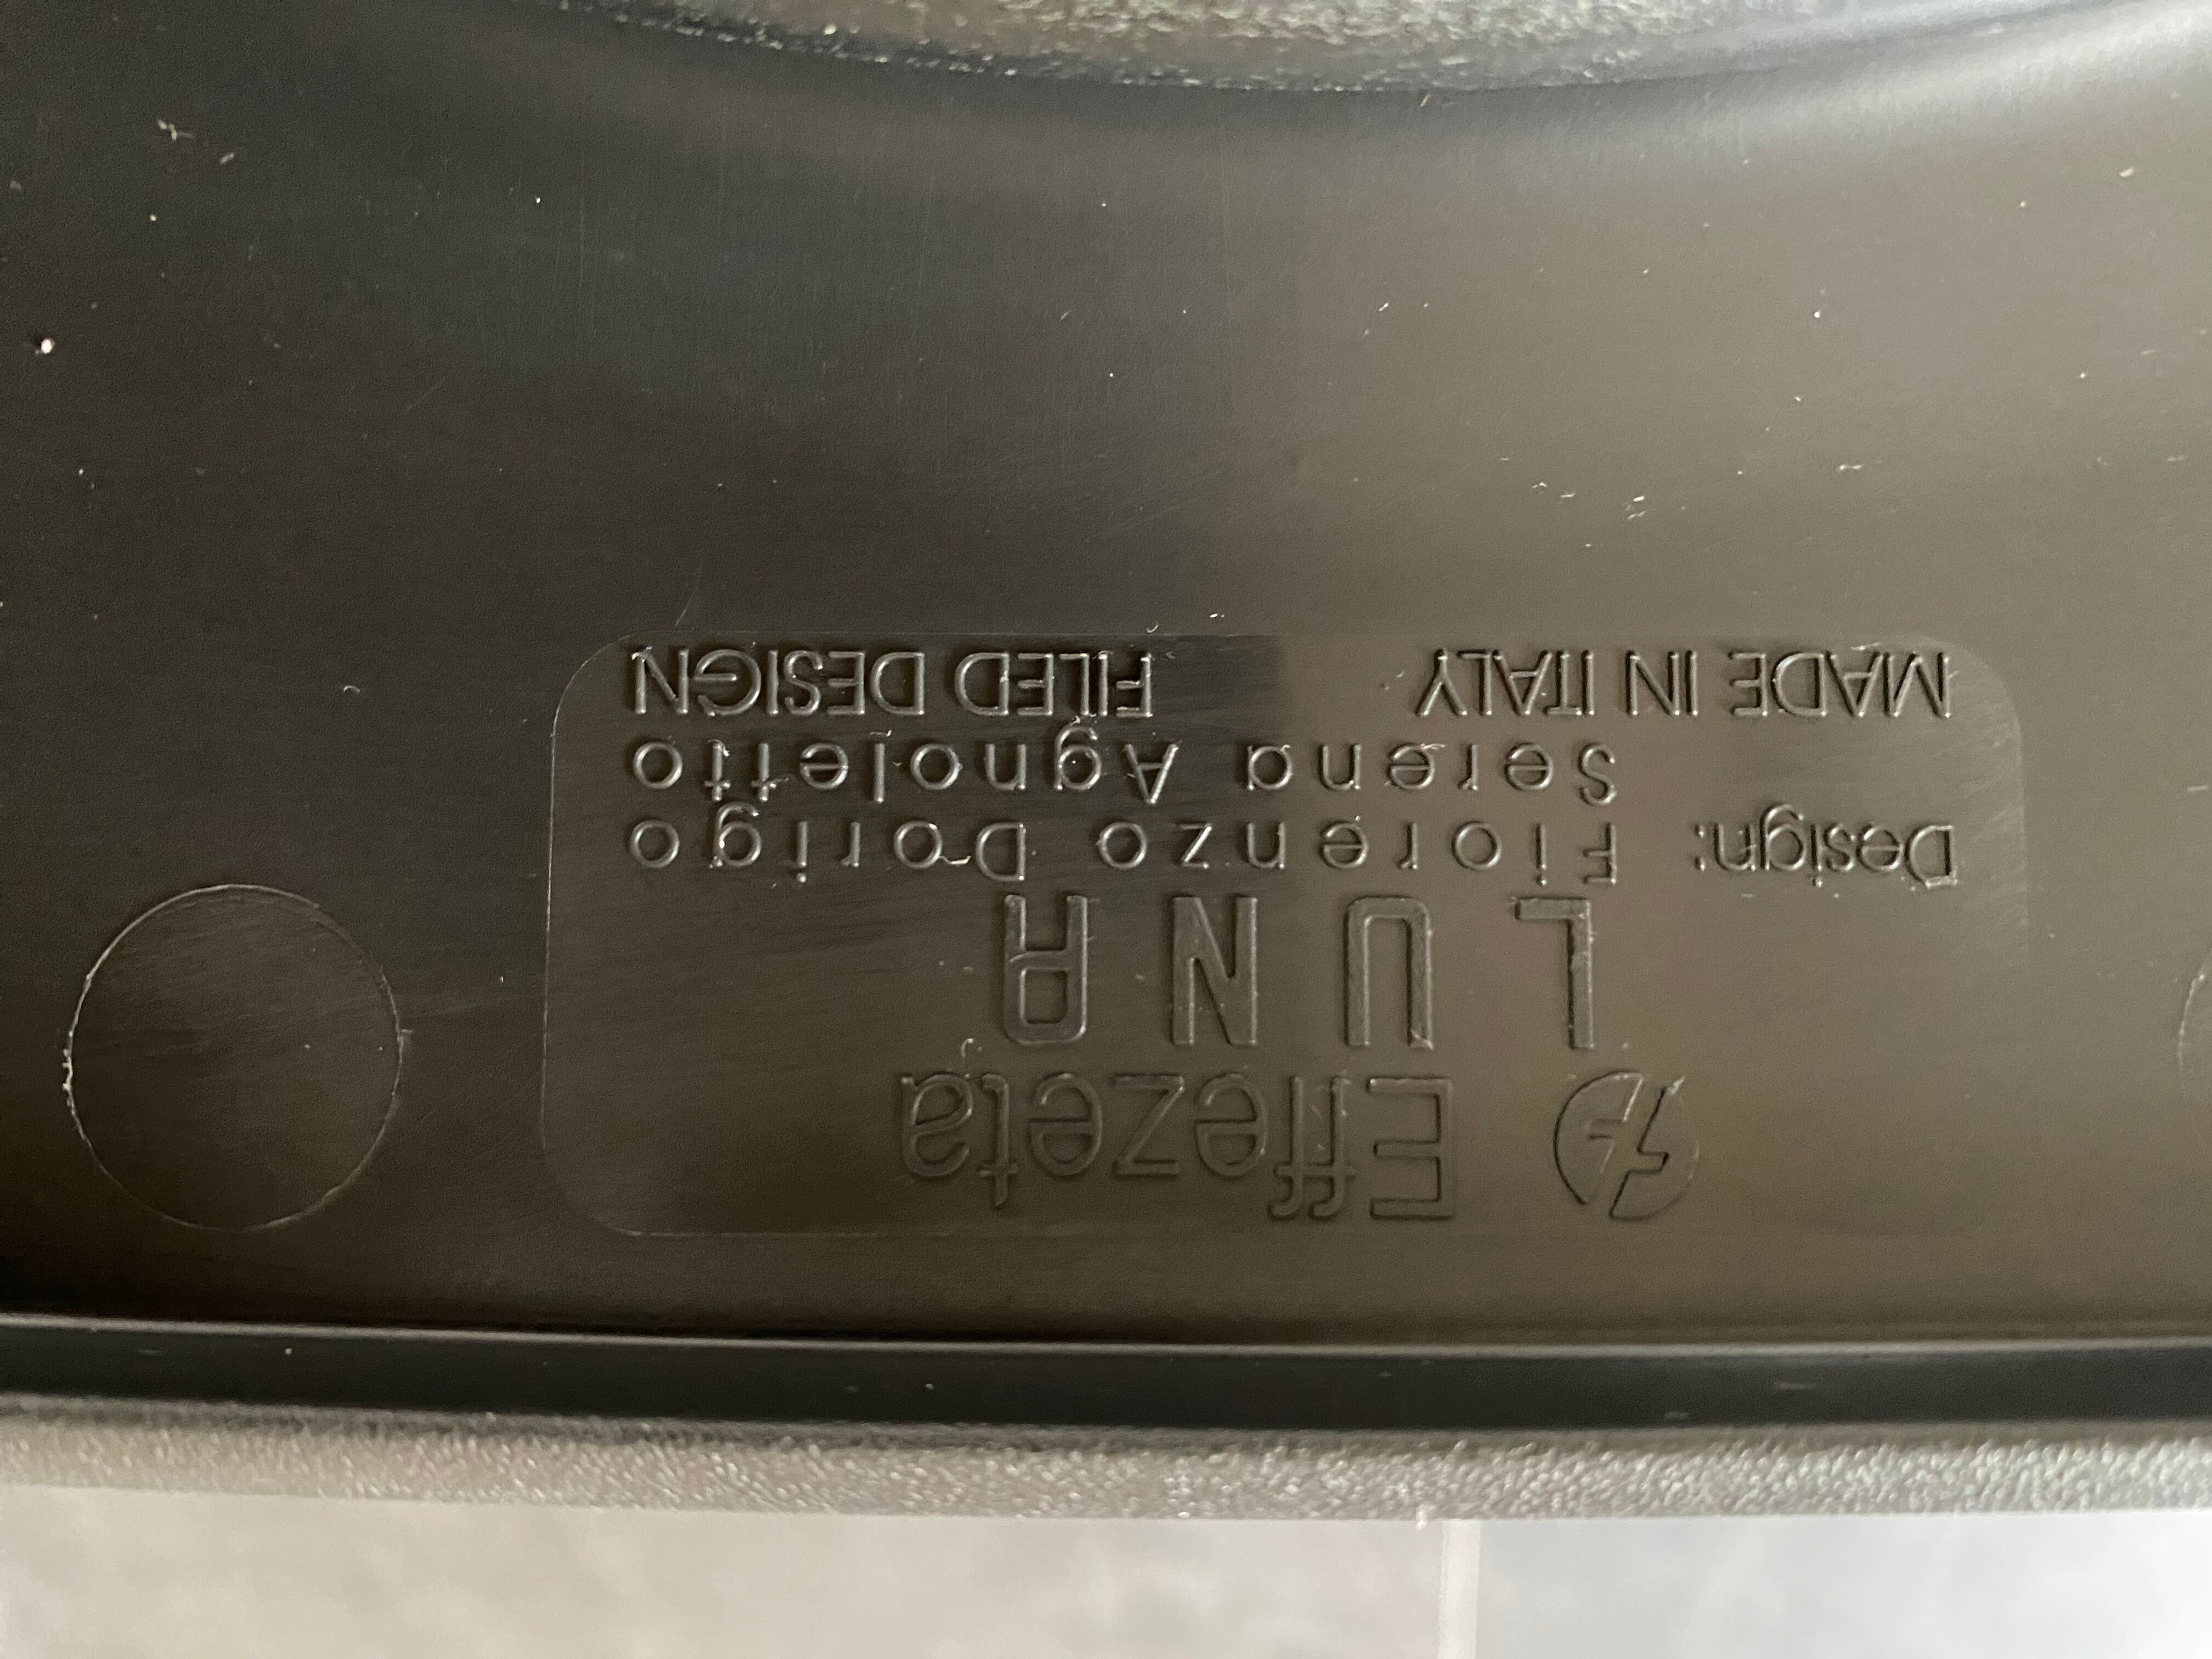 Effezeta
LUNA
Design: Fiorenzo Dorigo
Serena Agnoletto
MADE IN ITALY FILED DESIGN